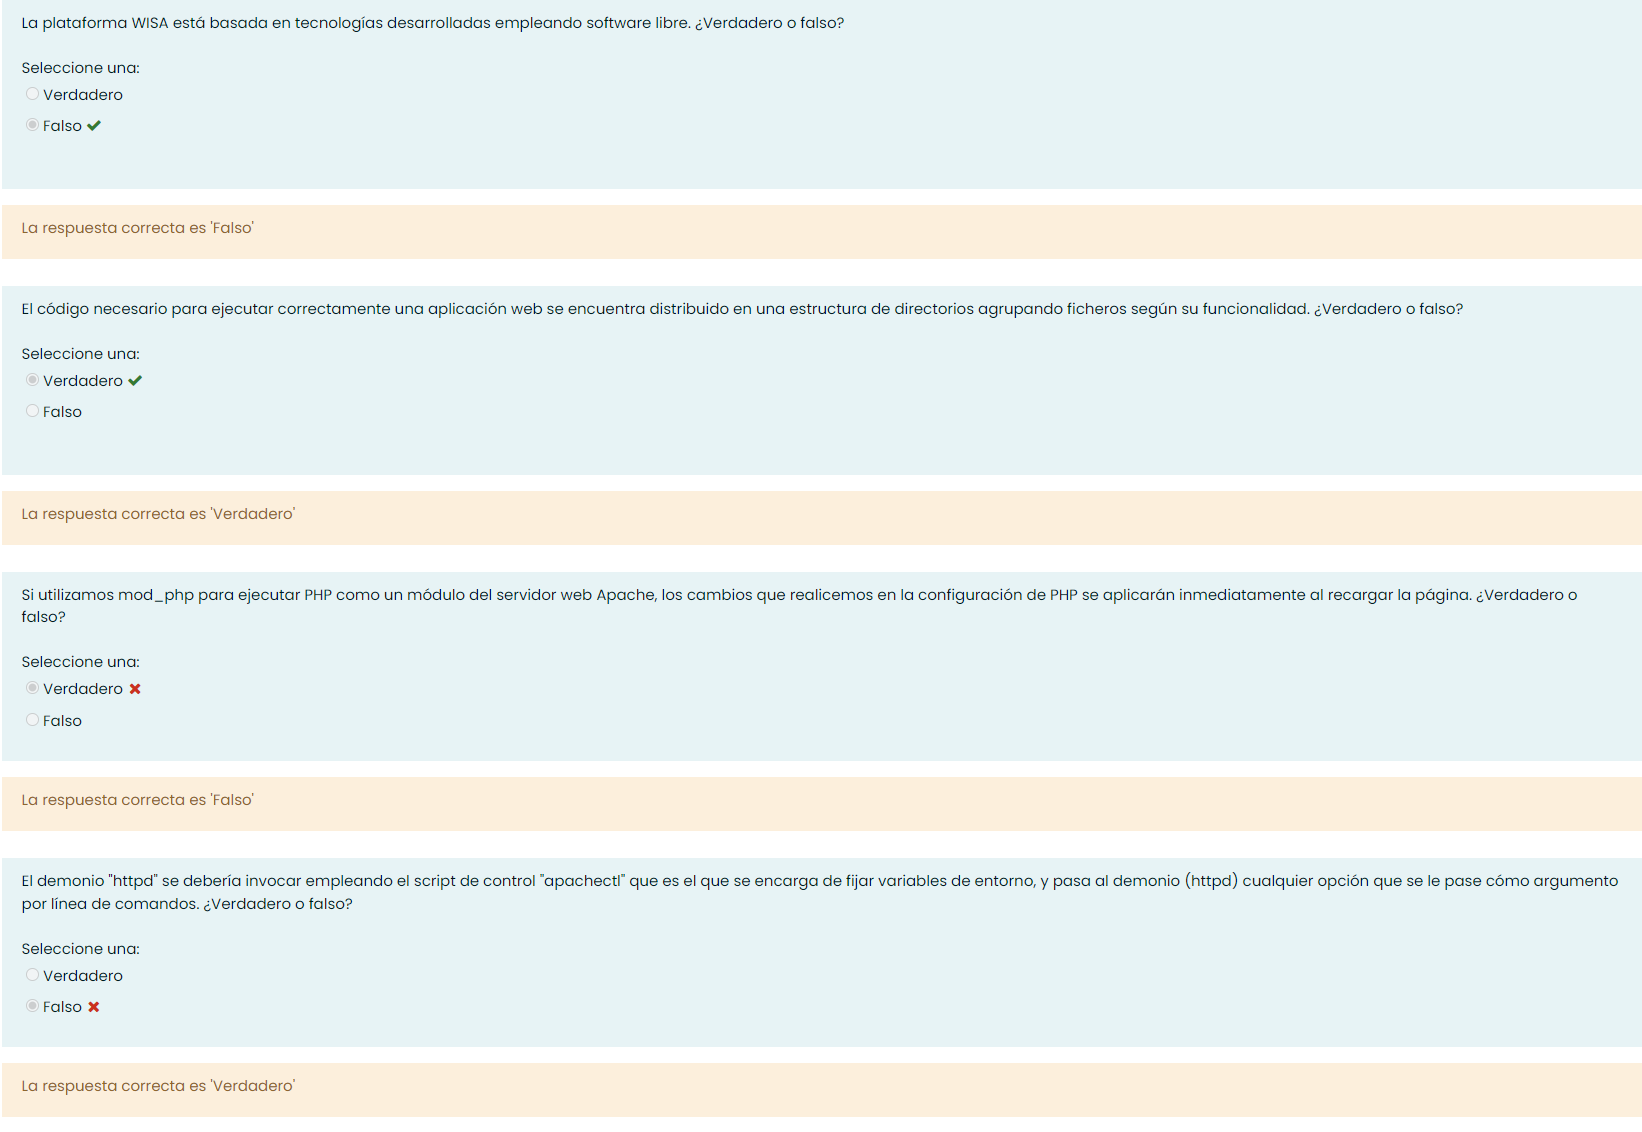 La plataforma WISA está basada en tecnologías desarrolladas empleando software libre. ¿Verdadero o falso?
Seleccione una:
Verdadero
Falso
La respuesta correcta es 'Falso'
El código necesario para ejecutar correctamente una aplicación web se encuentra distribuido en una estructura de directorios agrupando ficheros según su funcionalidad. ¿Verdadero o falso?
Seleccione una:
Verdadero
Falso
La respuesta correcta es 'Verdadero'
Si utilizamos mod_php para ejecutar PHP como un módulo del servidor web Apache, los cambios que realicemos en la configuración de PHP se aplicarán inmediatamente al recargar la página. ¿Verdadero o
falso?
Seleccione una:
Verdadero
Falso
La respuesta correcta es 'Falso'
El demonio "httpd" se debería invocar empleando el script de control "apachectl" que es el que se encarga de fijar variables de entorno, y pasa al demonio (httpd) cualquier opción que se le pase cómo argumento
por línea de comandos. ¿Verdadero o falso?
Seleccione una:
Verdadero
Falso
La respuesta correcta es 'Verdadero'